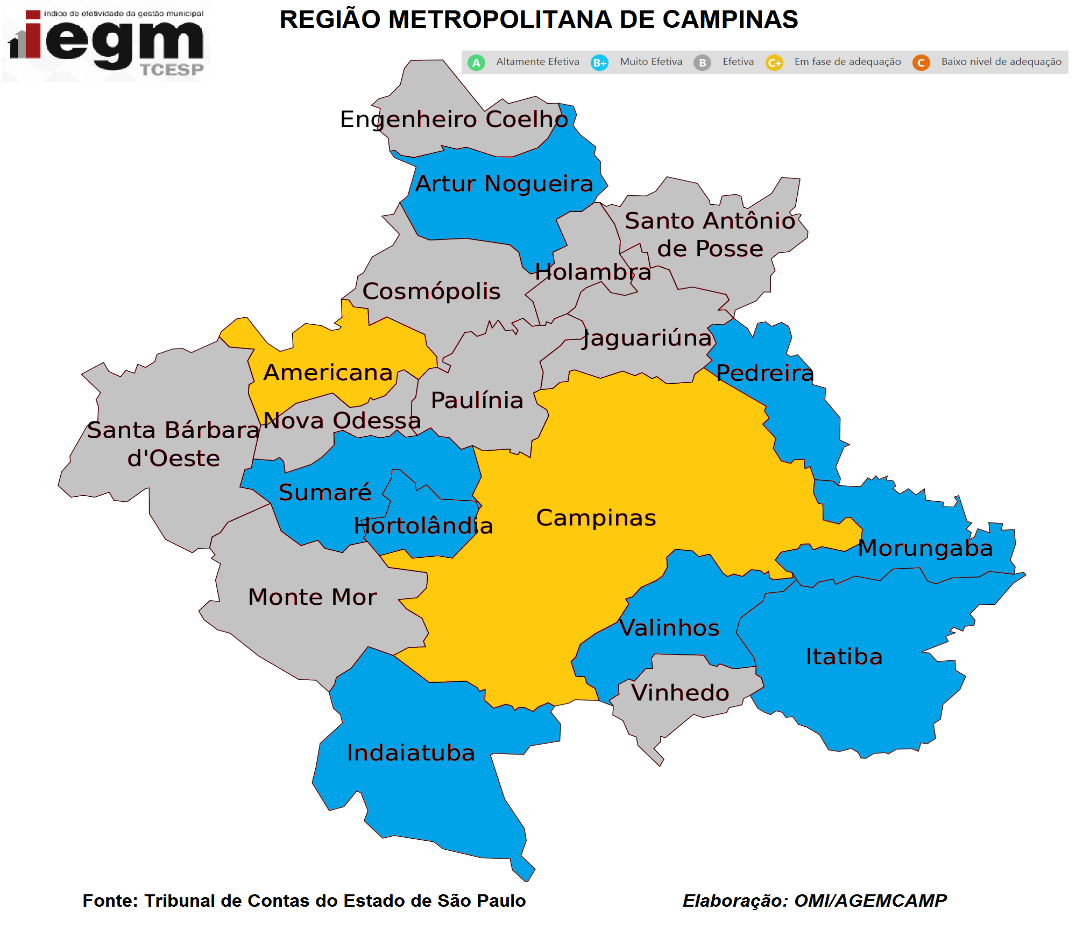 REGIÃO METROPOLITANA DE CAMPINAS
índice de efetividade da gestão municipal
iegm
TCESP
A Altamente Efetiva B+ Muito Efetiva B Efetiva C+ Em fase de adequação C Baixo nível de adequação
Engenheiro Coelho
Artur Nogueira
Santo Antônio
de Posse
Holambra
Cosmópolis
Jaguariúna
Americana
Pedreira
Paulínia
Nova Odessa
Santa Bárbara
d'Oeste
Sumaré
Campinas
Hortolândia
Morungaba
Monte Mor
Valinhos
Itatiba
Vinhedo
Indaiatuba
Fonte: Tribunal de Contas do Estado de São Paulo
Elaboração: OMI/AGEMCAMP